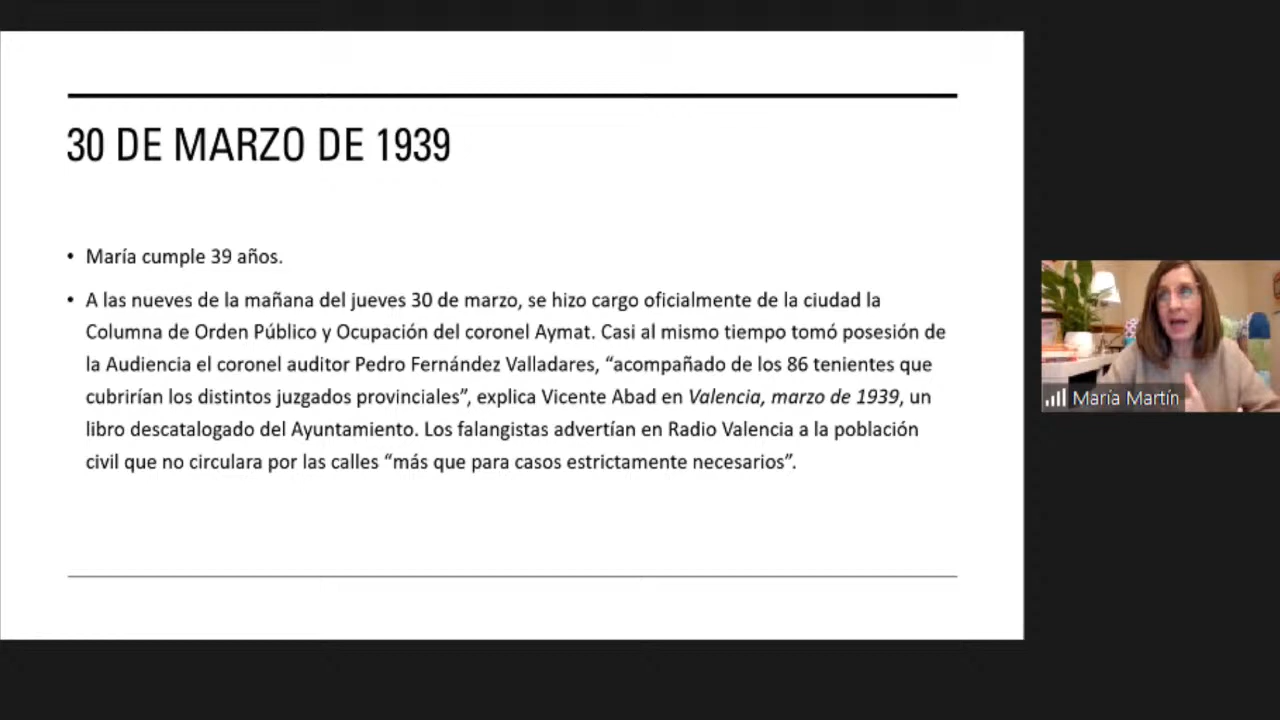 30 DE MARZO DE 1939
• María cumple 39 años.
• A las nueves de la mañana del jueves 30 de marzo, se hizo cargo oficialmente de la ciudad la
Columna de Orden Público y Ocupación del coronel Aymat. Casi al mismo tiempo tomó posesión de
la Audiencia el coronel auditor Pedro Fernández Valladares, “acompañado de los 86 tenientes que
cubrirían los distintos juzgados provinciales”, explica Vicente Abad en Valencia, marzo de 1939, un
libro descatalogado del Ayuntamiento. Los falangistas advertían en Radio Valencia a la población
civil que no circulara por las calles “más que para casos estrictamente necesarios”.
María Martín